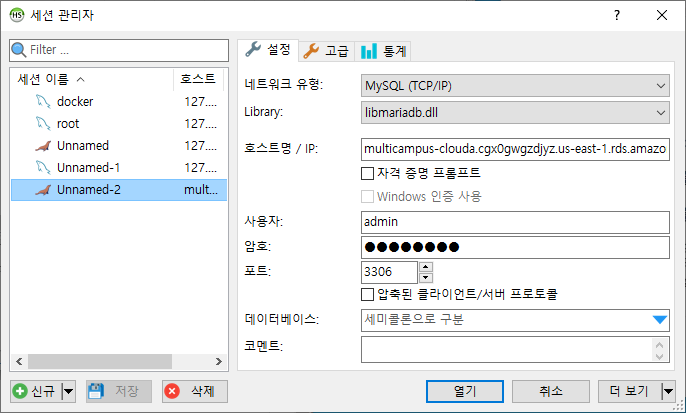 HS 세션 관리자
Filter ...
세션 이름 호스트
docker 127....
root 127....
Unnamed 127....
Unnamed-1 127....
Unnamed-2 mult...
신규 저장 삭제
설정 고급 통계
네트워크 유형: MySQL (TCP/IP)
Library: libmariadb.dll
호스트명 / IP: multicampus-clouda.cgx0gwgzdjyz.us-east-1.rds.amazo
자격 증명 프롬프트
Windows 인증 사용
사용자: admin
암호: ●●●●●●●●
포트: 3306
압축된 클라이언트/서버 프로토콜
데이터베이스: 세미콜론으로 구분
코멘트:
열기 취소 더 보기